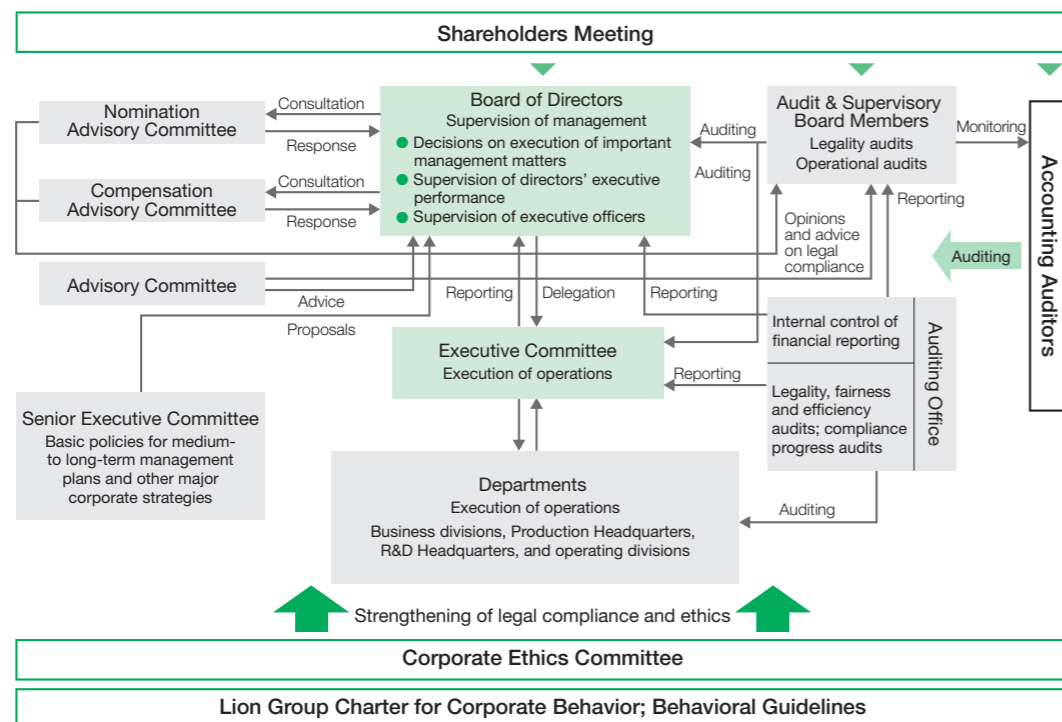 Shareholders Meeting
Nomination
Advisory Committee
Consultation
Response
Compensation
Advisory Committee
Consultation
Response
Board of Directors
Supervision of management
● Decisions on execution of important
management matters
● Supervision of directors' executive
performance
● Supervision of executive officers
Auditing
Auditing
Audit & Supervisory
Board Members
Legality audits
Operational audits
Monitoring
Accounting Auditors
Reporting
Opinions
and advice
on legal
compliance
Auditing
Advisory Committee
Advice
Proposals
Reporting
Delegation
Reporting
Internal control of
financial reporting
Auditing Office
Executive Committee
Execution of operations
Reporting
Legality, fairness
and efficiency
audits; compliance
progress audits
Senior Executive Committee
Basic policies for medium-
to long-term management
plans and other major
corporate strategies
Departments
Execution of operations
Business divisions, Production Headquarters,
R&D Headquarters, and operating divisions
Auditing
Strengthening of legal compliance and ethics
Corporate Ethics Committee
Lion Group Charter for Corporate Behavior; Behavioral Guidelines